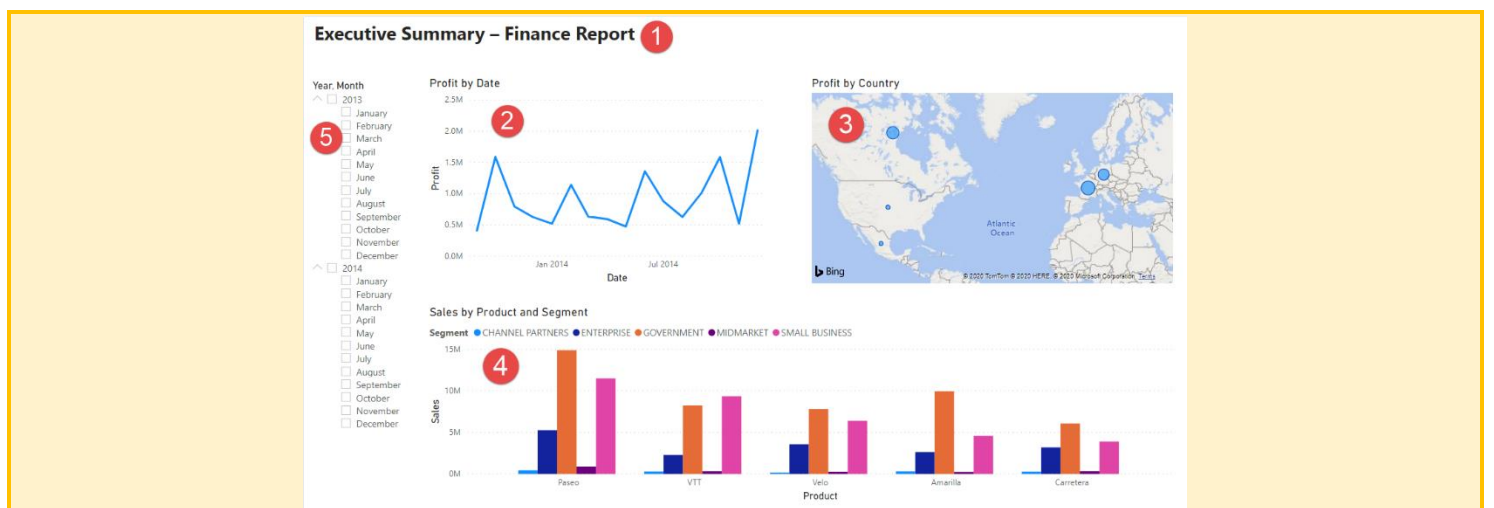 Executive Summary – Finance Report 1
Year, Month
2013
January
February
5 March
April
May
June
July
August
September
October
November
December
2014
January
February
March
April
May
June
July
August
September
October
November
December
Profit by Date
2
2.5M
2.0M
1.5M
1.0M
0.5M
0.0M
Profit
Jan 2014 Jul 2014
Date
Profit by Country
3
Atlantic
Ocean
Bing
© 2020 TomTom © 2020 HERE, © 2020 Microsoft Corporation Terms
Sales by Product and Segment
Segment CHANNEL PARTNERS ENTERPRISE GOVERNMENT MIDMARKET SMALL BUSINESS
4
15M
10M
5M
0M
Sales
Paseo VTT Velo Amarilla Carretera
Product